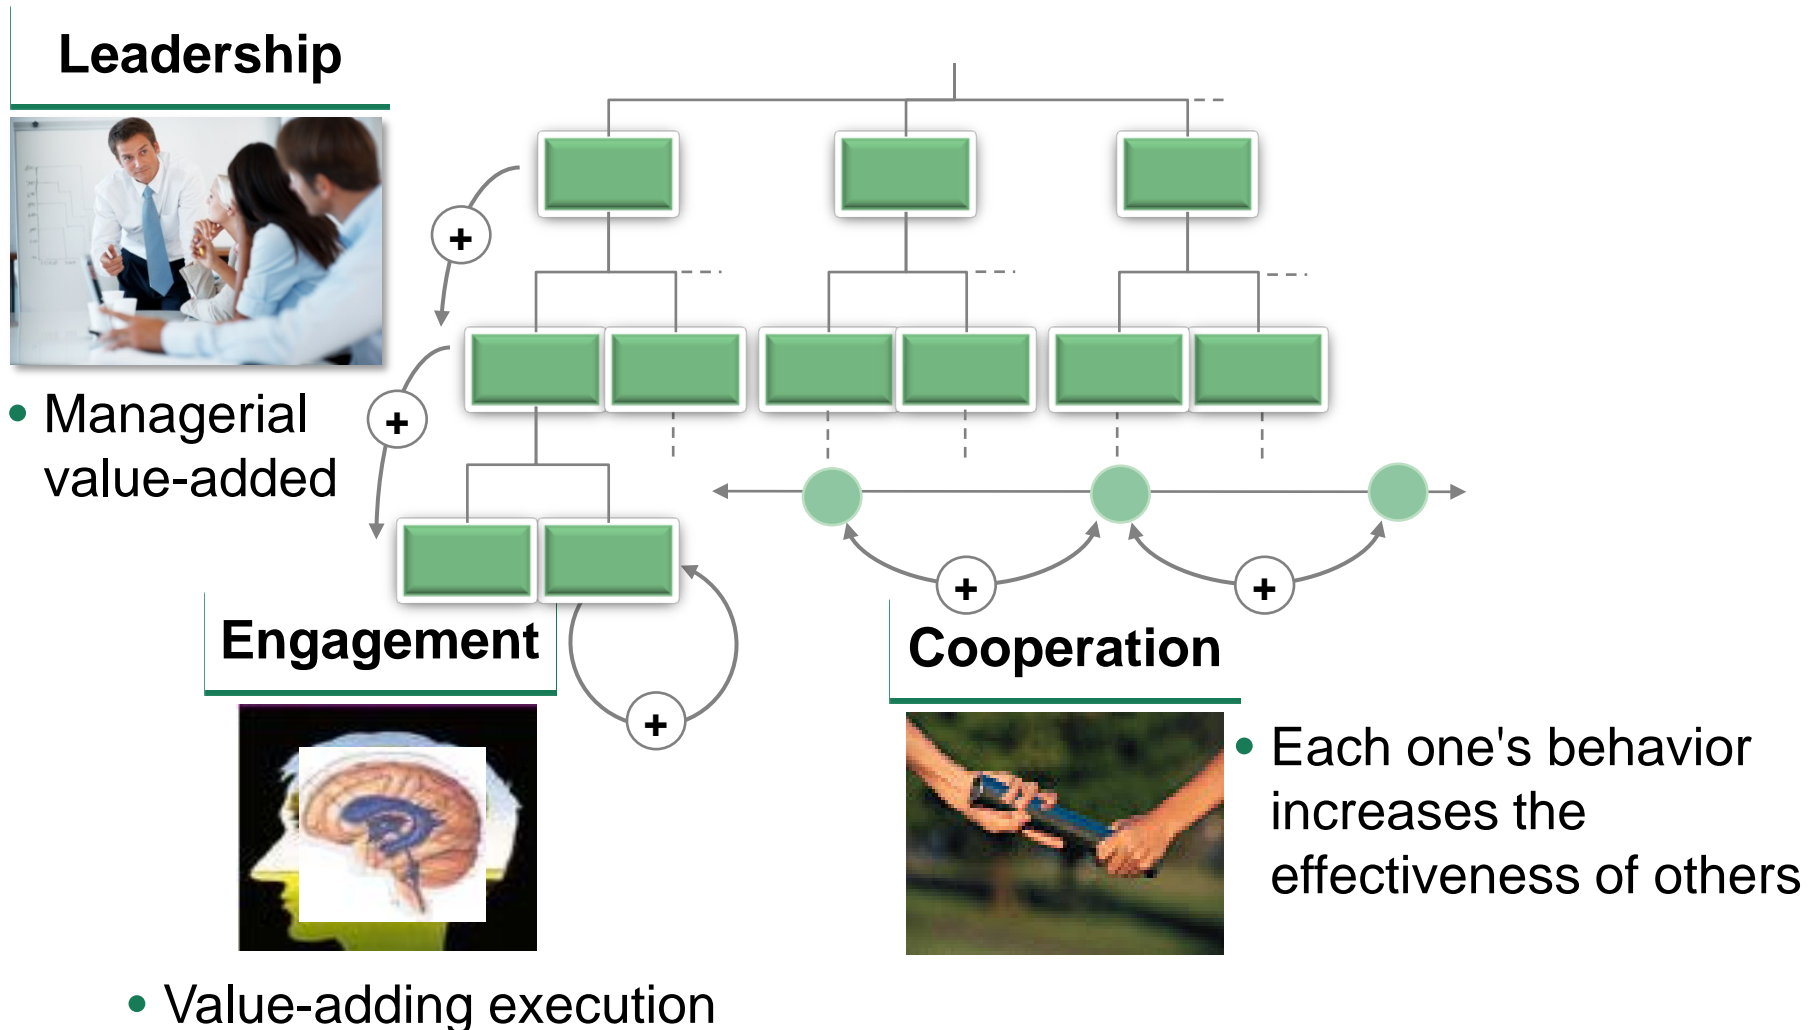 Leadership
+
• Managerial
value-added
+
Engagement
+
+
+
Cooperation
• Each one's behavior
increases the
effectiveness of others
• Value-adding execution